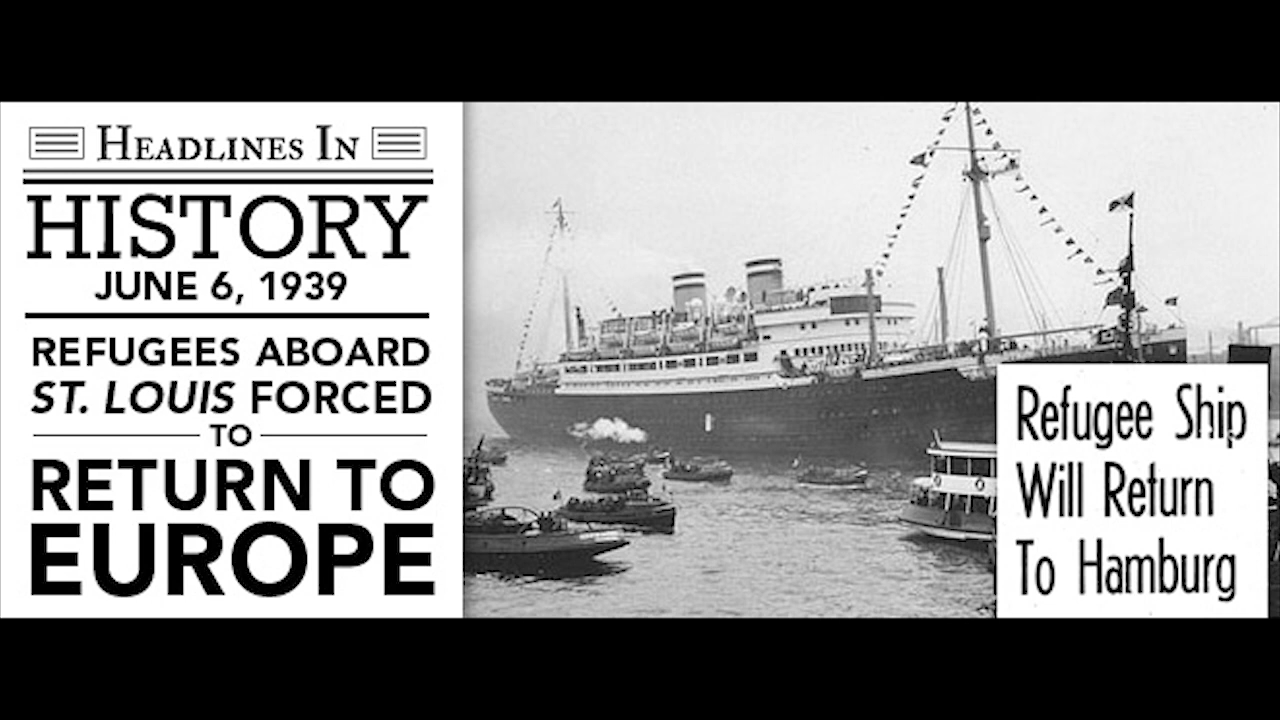 HEADLINES IN
HISTORY
JUNE 6, 1939
REFUGEES ABOARD
ST. LOUIS FORCED
TO
RETURN TO
EUROPE
Refugee Ship
Will Return
To Hamburg